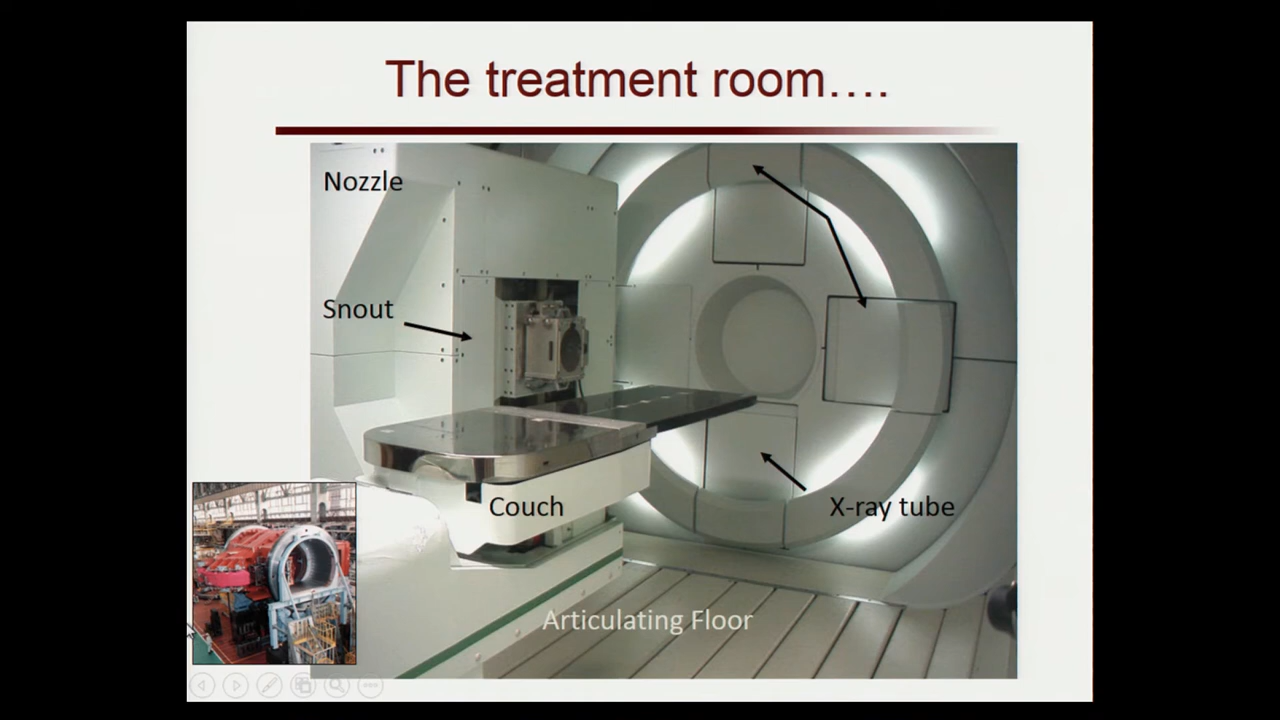 The treatment room....
Nozzle
Snout
Couch
X-ray tube
Articulating Floor